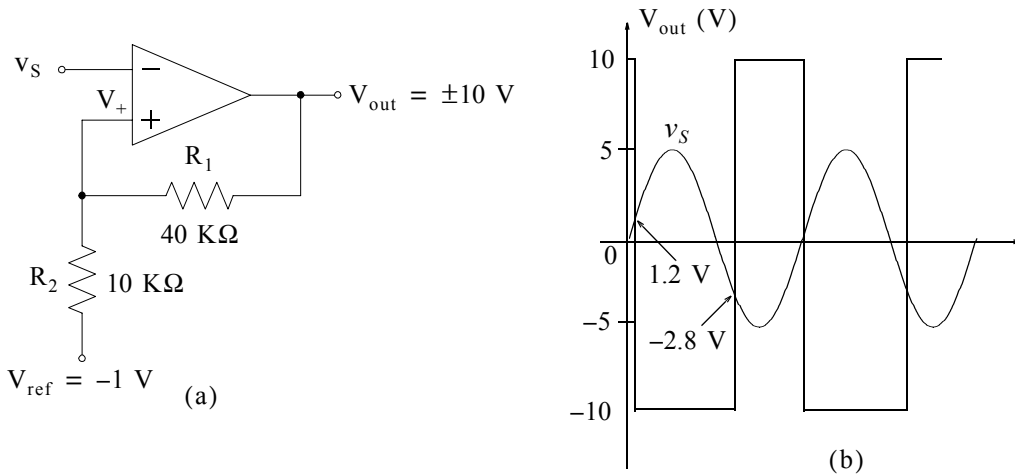 v_S
V_+
V_out = ±10 V
R_1
40 KΩ
R_2
10 KΩ
V_ref = −1 V
(a)
V_out (V)
10
v_S
5
0
1.2 V
−2.8 V
−5
−10
(b)